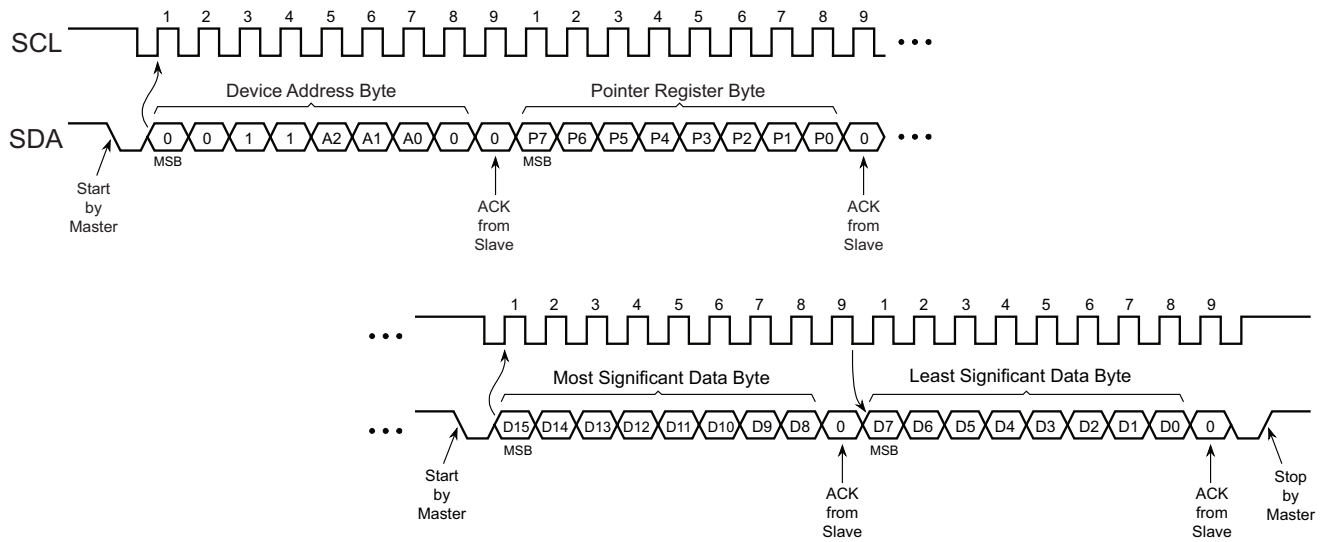 1 2 3 4 5 6 7 8 9 1 2 3 4 5 6 7 8 9
SCL
Device Address Byte Pointer Register Byte
SDA 0 0 1 1 A2 A1 A0 0 0 P7 P6 P5 P4 P3 P2 P1 P0 0
MSB MSB
Start
by
Master
ACK
from
Slave
ACK
from
Slave
1 2 3 4 5 6 7 8 9 1 2 3 4 5 6 7 8 9
Most Significant Data Byte Least Significant Data Byte
D15 D14 D13 D12 D11 D10 D9 D8 0 D7 D6 D5 D4 D3 D2 D1 D0 0
MSB MSB
Start
by
Master
ACK
from
Slave
ACK
from
Slave
Stop
by
Master